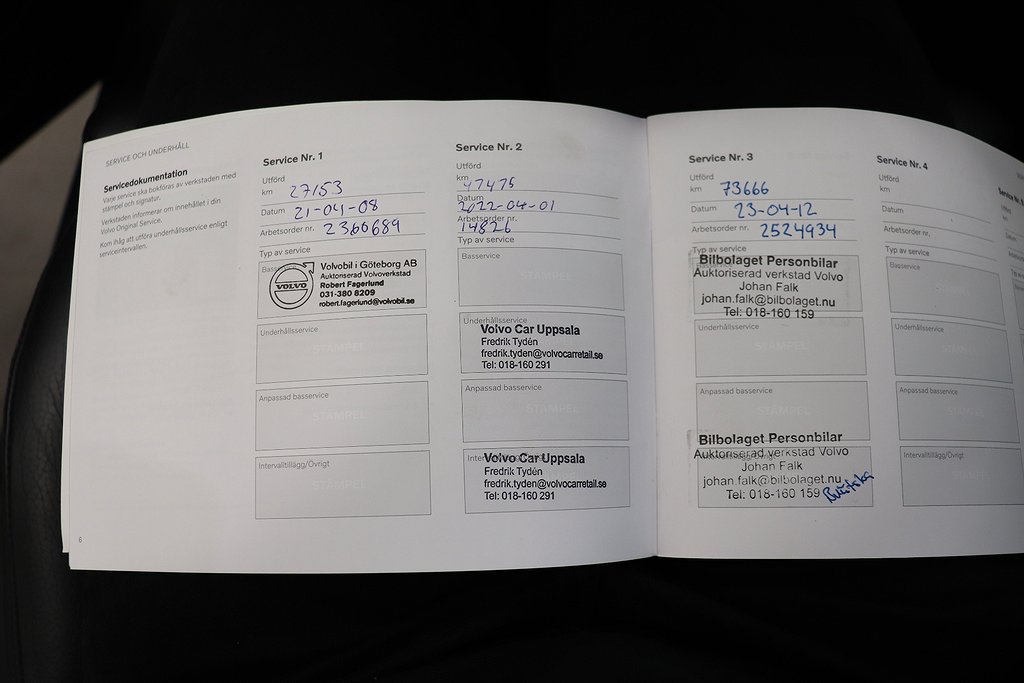 SERVICE OCH UNDERHÅLL
Servicedokumentation
Varje service ska bokföras av verkstaden med
stämpel och signatur.
Verkstaden informerar om innehållet i din
Volvo Original Service.
Kom ihåg att utföra underhållsservice enligt
serviceintervallen.
6
Service Nr. 1
Utförd
km 27153
Datum 21-04-08
Arbetsorder nr. 2366689
Typ av service
Basservice
VOLVO
Volvobil i Göteborg AB
Auktoriserad Volvoverkstad
Robert Fagerlund
031-380 8209
robert.fagerlund@volvobil.se
Underhållsservice
STÄMPEL
Anpassad basservice
STÄMPEL
Intervalltillägg/Övrigt
Service Nr. 2
Utförd
km 47475
Datum 2022-04-01
Arbetsorder nr.
14826
Typ av service
Basservice
STÄMPEL
Underhållsservice
Volvo Car Uppsala
Fredrik Tydén
fredrik.tyden@volvocarretail.se
Tel: 018-160 291
Anpassad basservice
STÄMPEL
Volvo Car Uppsala
Fredrik Tydén
fredrik.tyden@volvocarretail.se
Tel: 018-160 291
Service Nr. 3
Utförd
km 73666
Datum 23-04-12
Arbetsorder nr. 2524934
Typ av service
Bilbolaget Personbilar
Auktoriserad verkstad Volvo
Johan Falk
johan.falk@bilbolaget.nu
Tel: 018-160 159
Underhållsservice
Anpassad basservice
STÄMPEL
Bilbolaget Personbilar
Auktoriserad verkstad Volvo
Johan Falk
johan.falk@bilbolaget.nu
Tel: 018-160 159
Service Nr. 4
Utförd
km
Datum
Arbetsorder nr.
Typ av service
Basservice
Underhållsservice
Anpassad basservice
Intervalltillägg/Övrigt